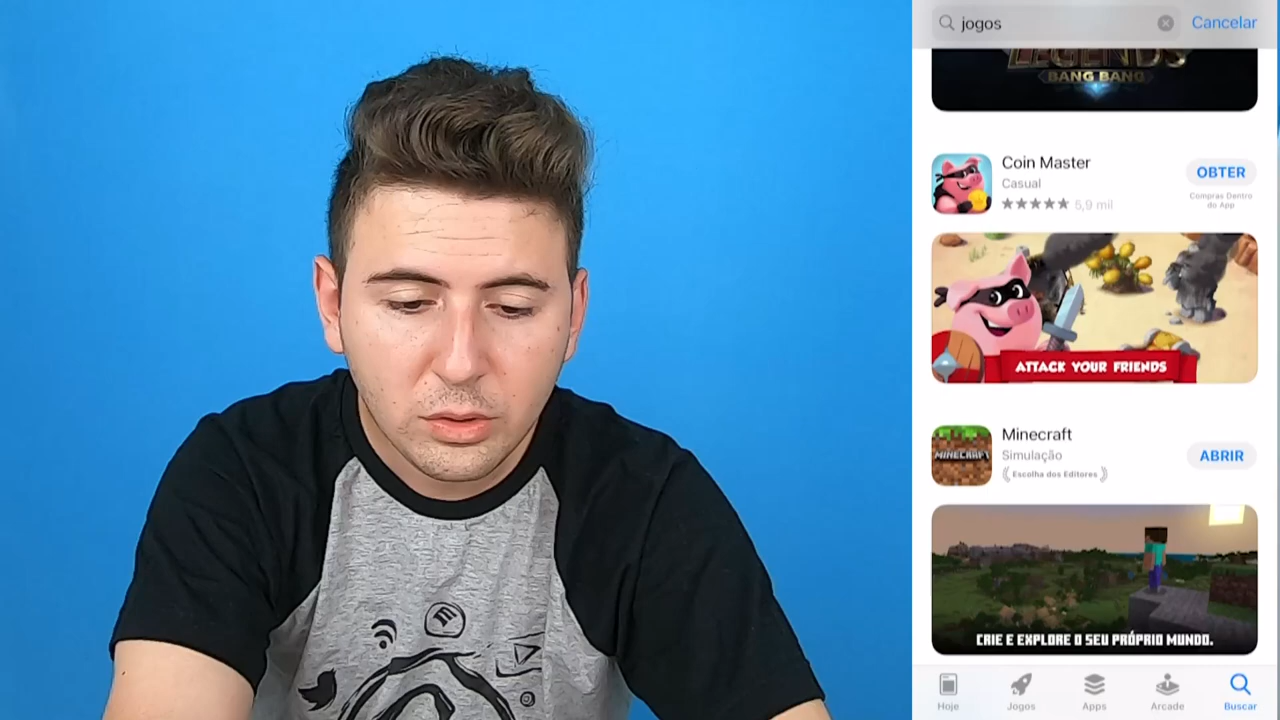 jogos
Cancelar
LEGENDS
BANG BANG
Coin Master
OBTER
Casual
Compras Dentro
do App
5,9 mil
ATTACK YOUR FRIENDS
Minecraft
Simulação
ABRIR
Escolha dos Editores
MINECRAFT
CRIE E EXPLORE O SEU PRÓPRIO MUNDO.
Hoje
Jogos
Apps
Arcade
Buscar